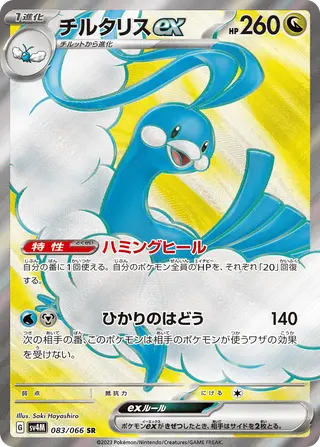 1進化
チルタリスex
HP260
チルットから進化
特性 ハミングヒール
自分の番に1回使える。自分のポケモン全員のHPを、それぞれ「20」回復する。
ひかりのはどう 140
次の相手の番、このポケモンは相手のポケモンが使うワザの効果を受けない。
弱点 抵抗力 にげる
exルール
ポケモンexがきぜつしたとき、相手はサイドを2枚とる。
Illus. Saki Hayashiro
G sv4M 083/066 SR
©2023 Pokémon/Nintendo/Creatures/GAME FREAK.